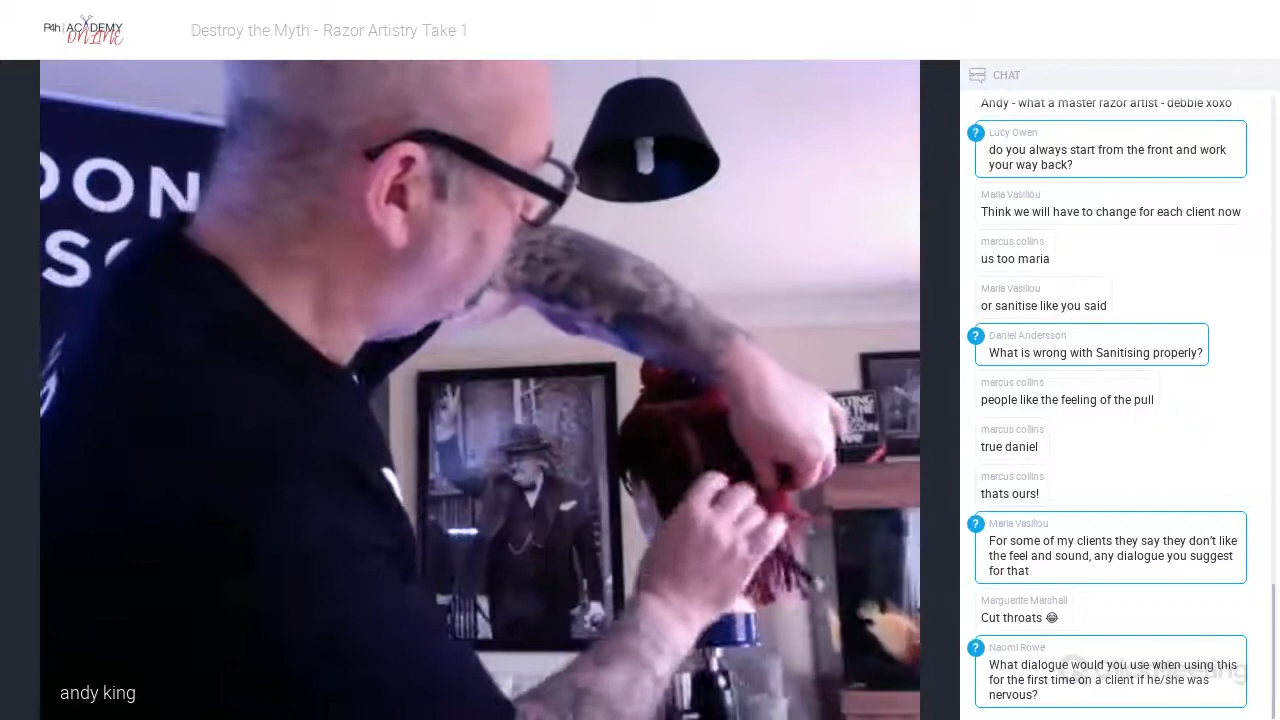 P4h | ACADEMY
ONLINE
Destroy the Myth - Razor Artistry Take 1
DON
SO
andy king
CHAT
Andy - what a master razor artist - debbie xoxo
? Lucy Owen
do you always start from the front and work
your way back?
Maria Vasiliou
Think we will have to change for each client now
marcus collins
us too maria
Maria Vasiliou
or sanitise like you said
? Daniel Andersson
What is wrong with Sanitising properly?
marcus collins
people like the feeling of the pull
marcus collins
true daniel
marcus collins
thats ours!
? Maria Vasiliou
For some of my clients they say they don't like
the feel and sound, any dialogue you suggest
for that
Marguerite Marshall
Cut throats 😂
? Naomi Rowe
What dialogue would you use when using this
for the first time on a client if he/she was
nervous?